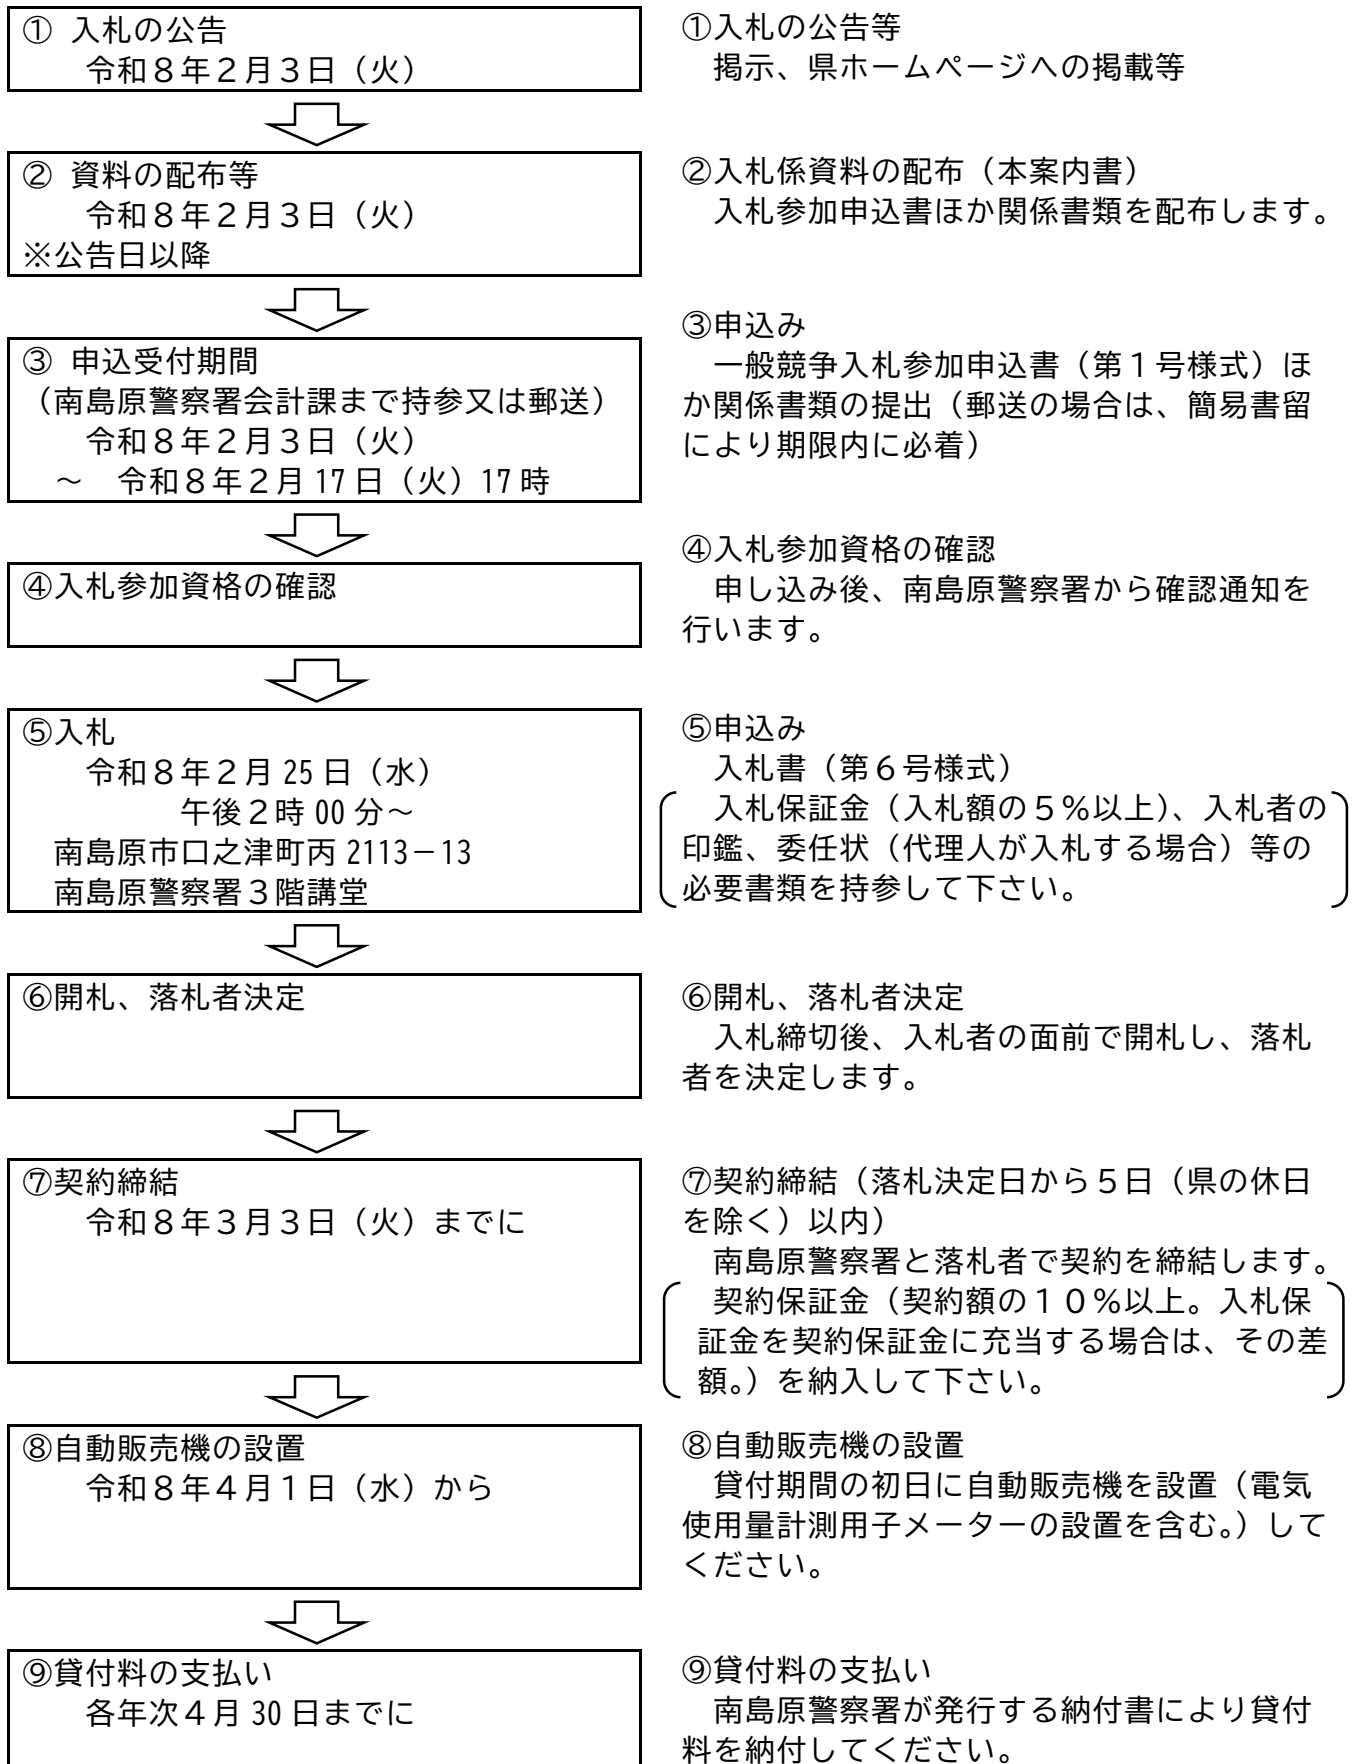 ① 入札の公告
令和８年２月３日（火）
①入札の公告等
掲示、県ホームページへの掲載等
② 資料の配布等
令和８年２月３日（火）
※公告日以降
②入札係資料の配布（本案内書）
入札参加申込書ほか関係書類を配布します。
③ 申込受付期間
（南島原警察署会計課まで持参又は郵送）
令和８年２月３日（火）
～　令和８年２月 17 日（火）17 時
③申込み
一般競争入札参加申込書（第１号様式）ほ
か関係書類の提出（郵送の場合は、簡易書留
により期限内に必着）
④入札参加資格の確認
④入札参加資格の確認
申し込み後、南島原警察署から確認通知を
行います。
⑤入札
令和８年２月 25 日（水）
午後２時 00 分～
南島原市口之津町丙 2113－13
南島原警察署３階講堂
⑤申込み
入札書（第６号様式）
入札保証金（入札額の５％以上）、入札者の
印鑑、委任状（代理人が入札する場合）等の
必要書類を持参して下さい。
⑥開札、落札者決定
⑥開札、落札者決定
入札締切後、入札者の面前で開札し、落札
者を決定します。
⑦契約締結
令和８年３月３日（火）までに
⑦契約締結（落札決定日から５日（県の休日
を除く）以内）
南島原警察署と落札者で契約を締結します。
契約保証金（契約額の１０％以上。入札保
証金を契約保証金に充当する場合は、その差
額。）を納入して下さい。
⑧自動販売機の設置
令和８年４月１日（水）から
⑧自動販売機の設置
貸付期間の初日に自動販売機を設置（電気
使用量計測用子メーターの設置を含む。）して
ください。
⑨貸付料の支払い
各年次４月 30 日までに
⑨貸付料の支払い
南島原警察署が発行する納付書により貸付
料を納付してください。